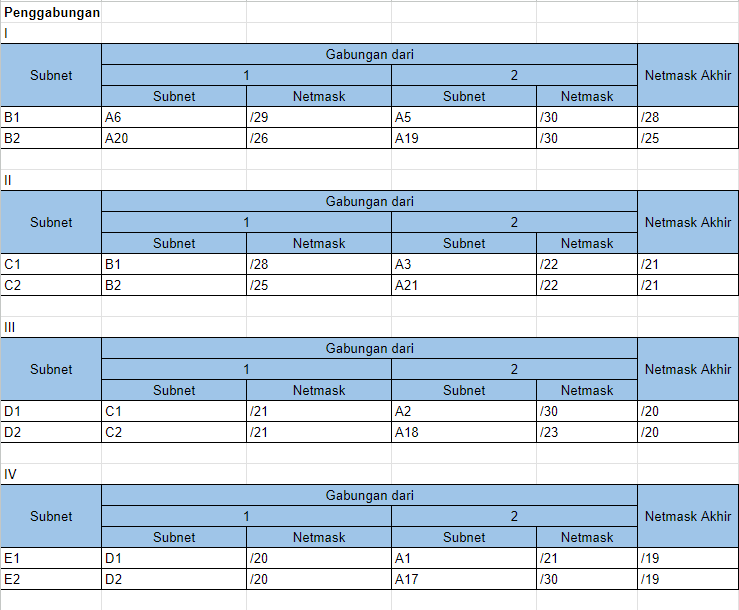 Penggabungan
I
Subnet Gabungan dari Netmask Akhir
1 2
Subnet Netmask Subnet Netmask
B1 A6 /29 A5 /30 /28
B2 A20 /26 A19 /30 /25
II
Subnet Gabungan dari Netmask Akhir
1 2
Subnet Netmask Subnet Netmask
C1 B1 /28 A3 /22 /21
C2 B2 /25 A21 /22 /21
III
Subnet Gabungan dari Netmask Akhir
1 2
Subnet Netmask Subnet Netmask
D1 C1 /21 A2 /30 /20
D2 C2 /21 A18 /23 /20
IV
Subnet Gabungan dari Netmask Akhir
1 2
Subnet Netmask Subnet Netmask
E1 D1 /20 A1 /21 /19
E2 D2 /20 A17 /30 /19